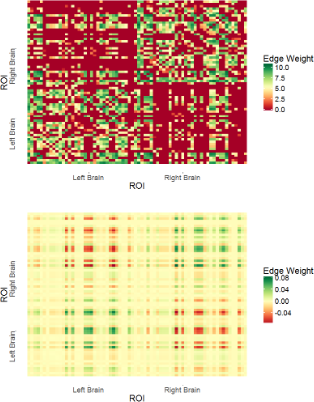 Edge Weight
10.0
7.5
5.0
2.5
0.0
ROI
Right Brain
Left Brain
Left Brain
Right Brain
ROI
Edge Weight
0.08
0.04
0.00
-0.04
ROI
Right Brain
Left Brain
Left Brain
Right Brain
ROI